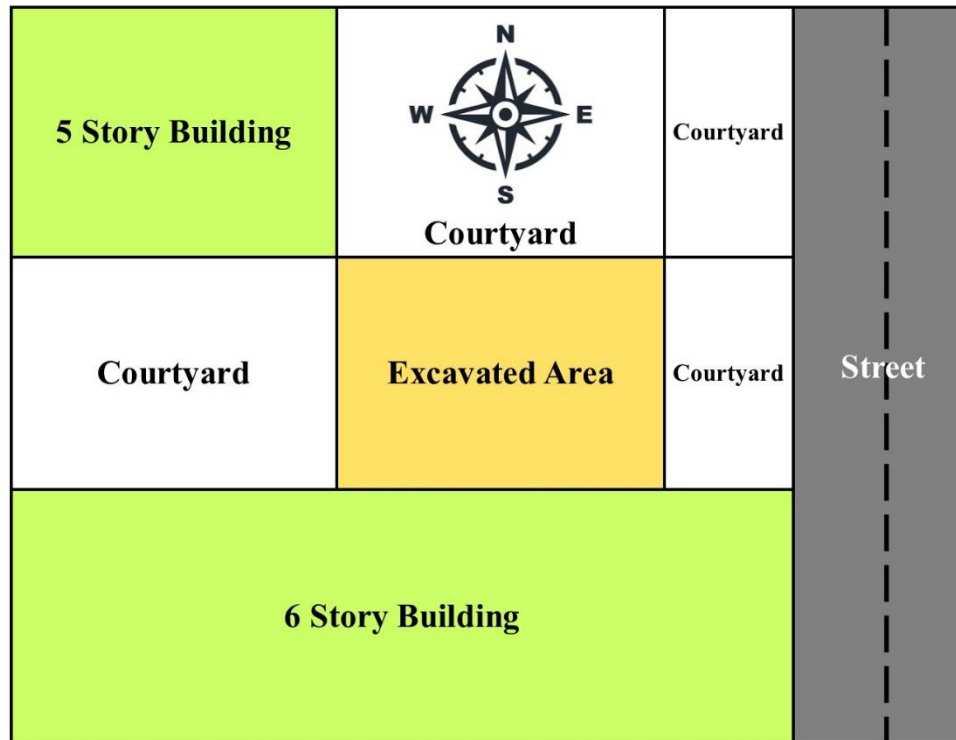 N
5 Story Building
W
E
Courtyard
S
Courtyard
Courtyard
Excavated Area
Courtyard
Street
6 Story Building